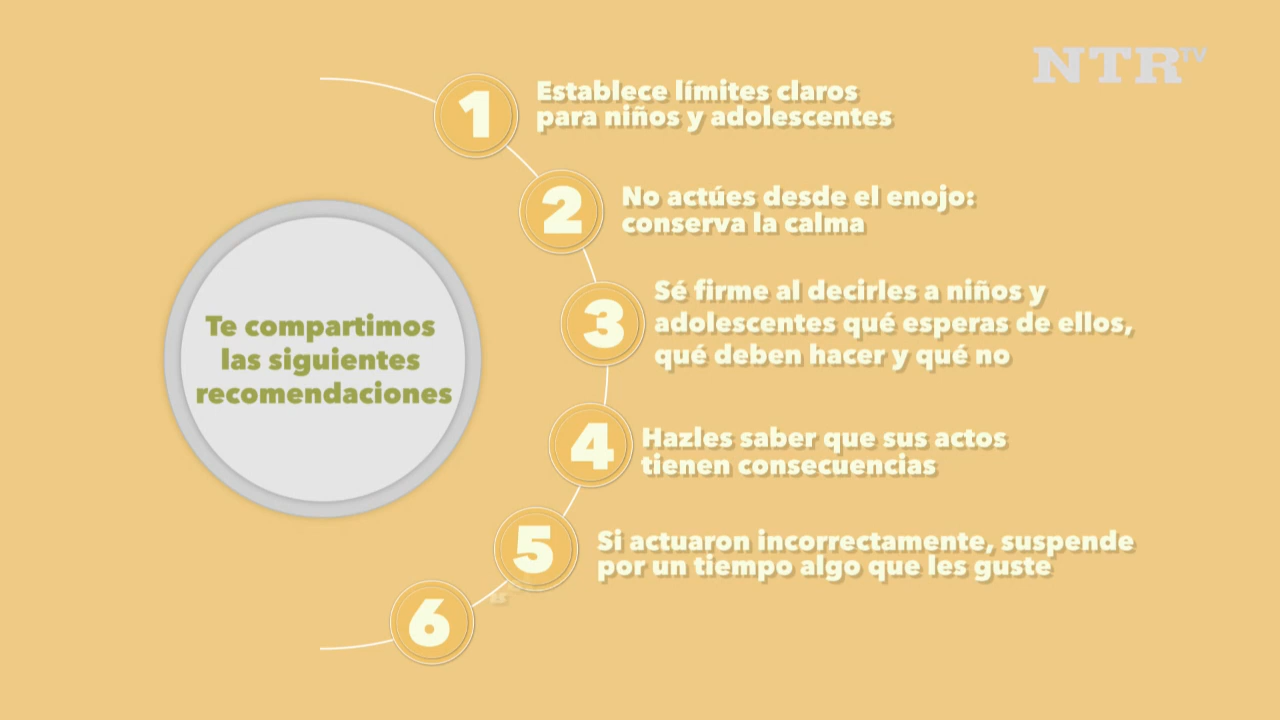 NTR TV
1
Establece límites claros
para niños y adolescentes
2
No actúes desde el enojo:
conserva la calma
3
Sé firme al decirles a niños y
adolescentes qué esperas de ellos,
qué deben hacer y qué no
Te compartimos
las siguientes
recomendaciones
4
Hazles saber que sus actos
tienen consecuencias
5
Si actuaron incorrectamente, suspende
por un tiempo algo que les guste
6